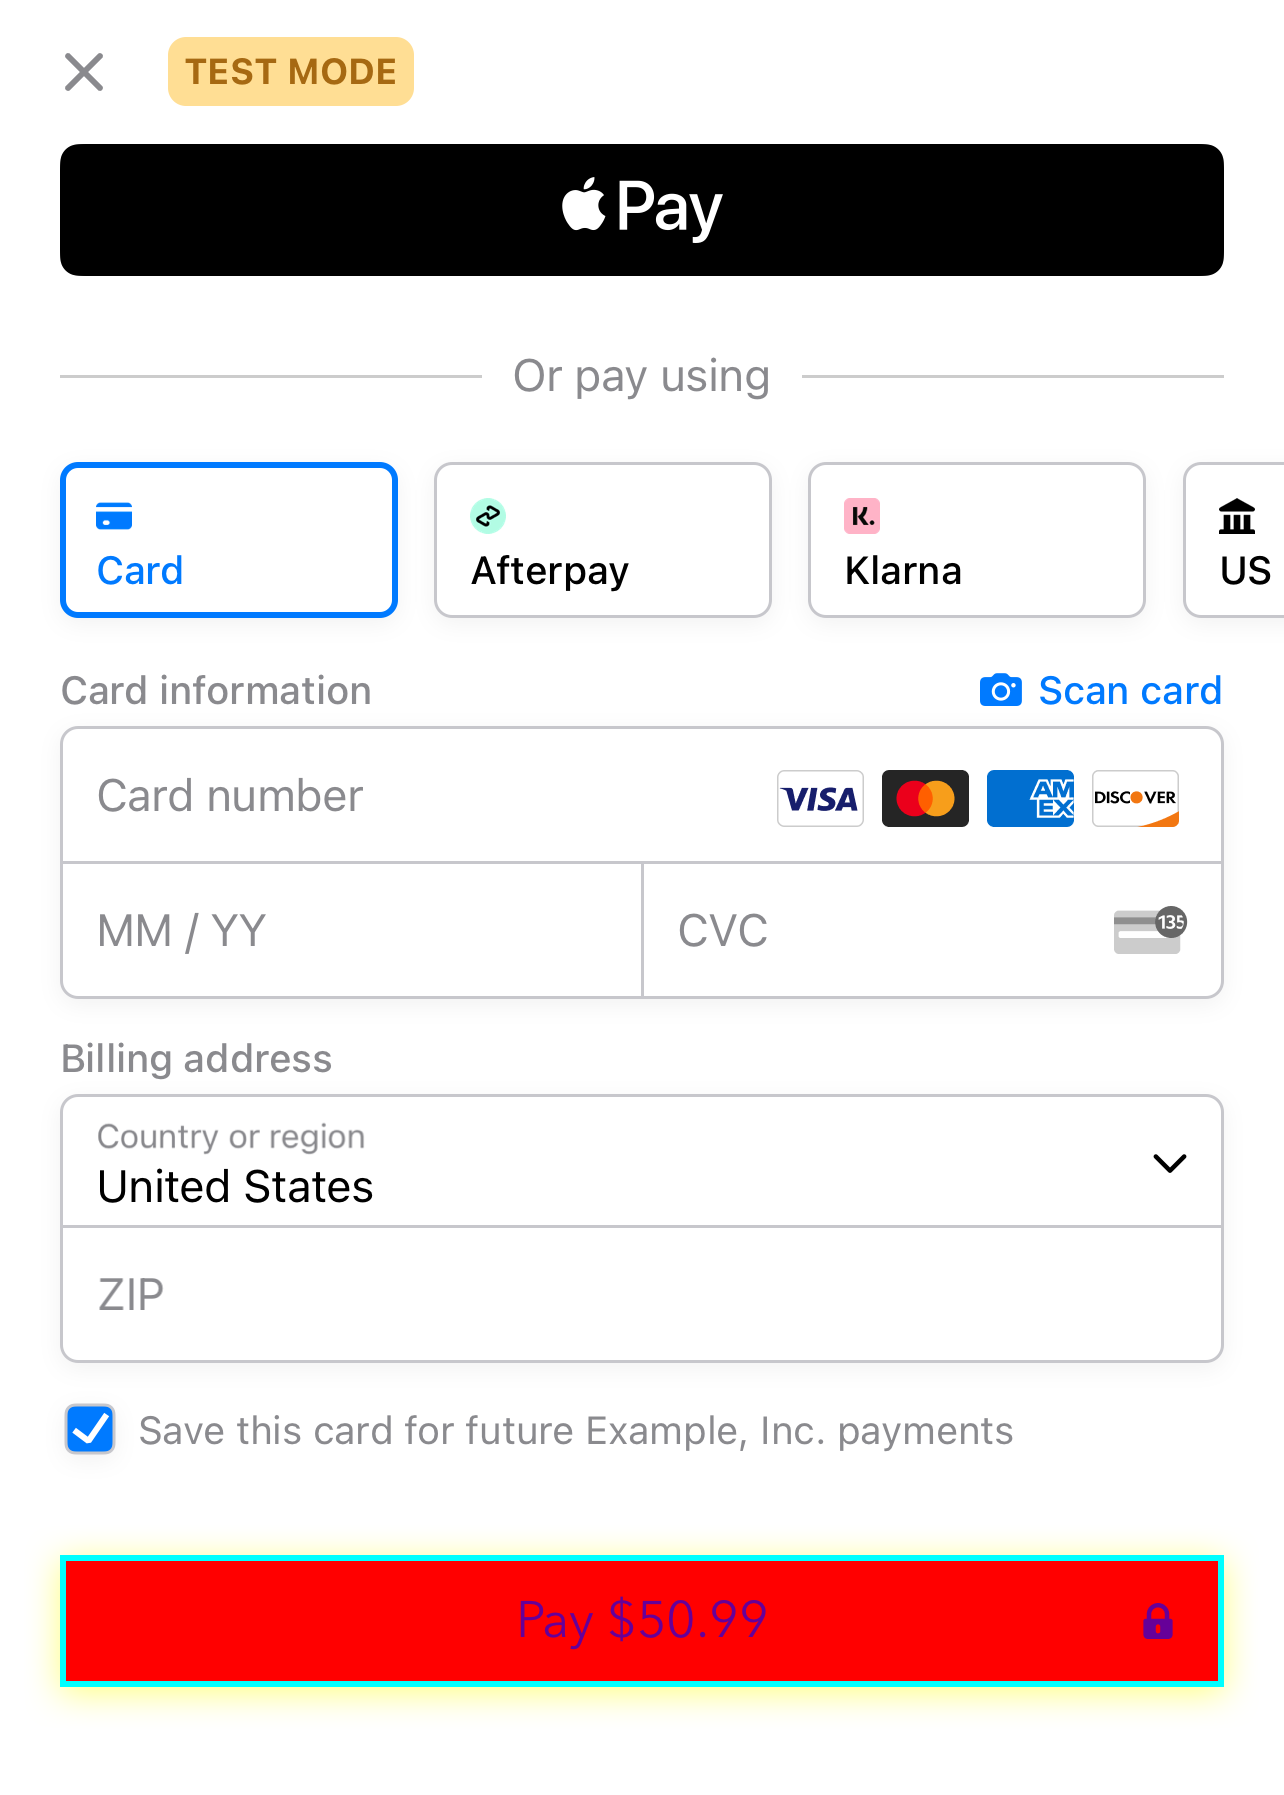 TEST MODE
Pay
Or pay using
Card
Afterpay
K.
Klarna
US
Card information
Scan card
Card number
VISA
AM
EX
DISCOVER
MM / YY
CVC
135
Billing address
Country or region
United States
ZIP
Save this card for future Example, Inc. payments
Pay $50.99